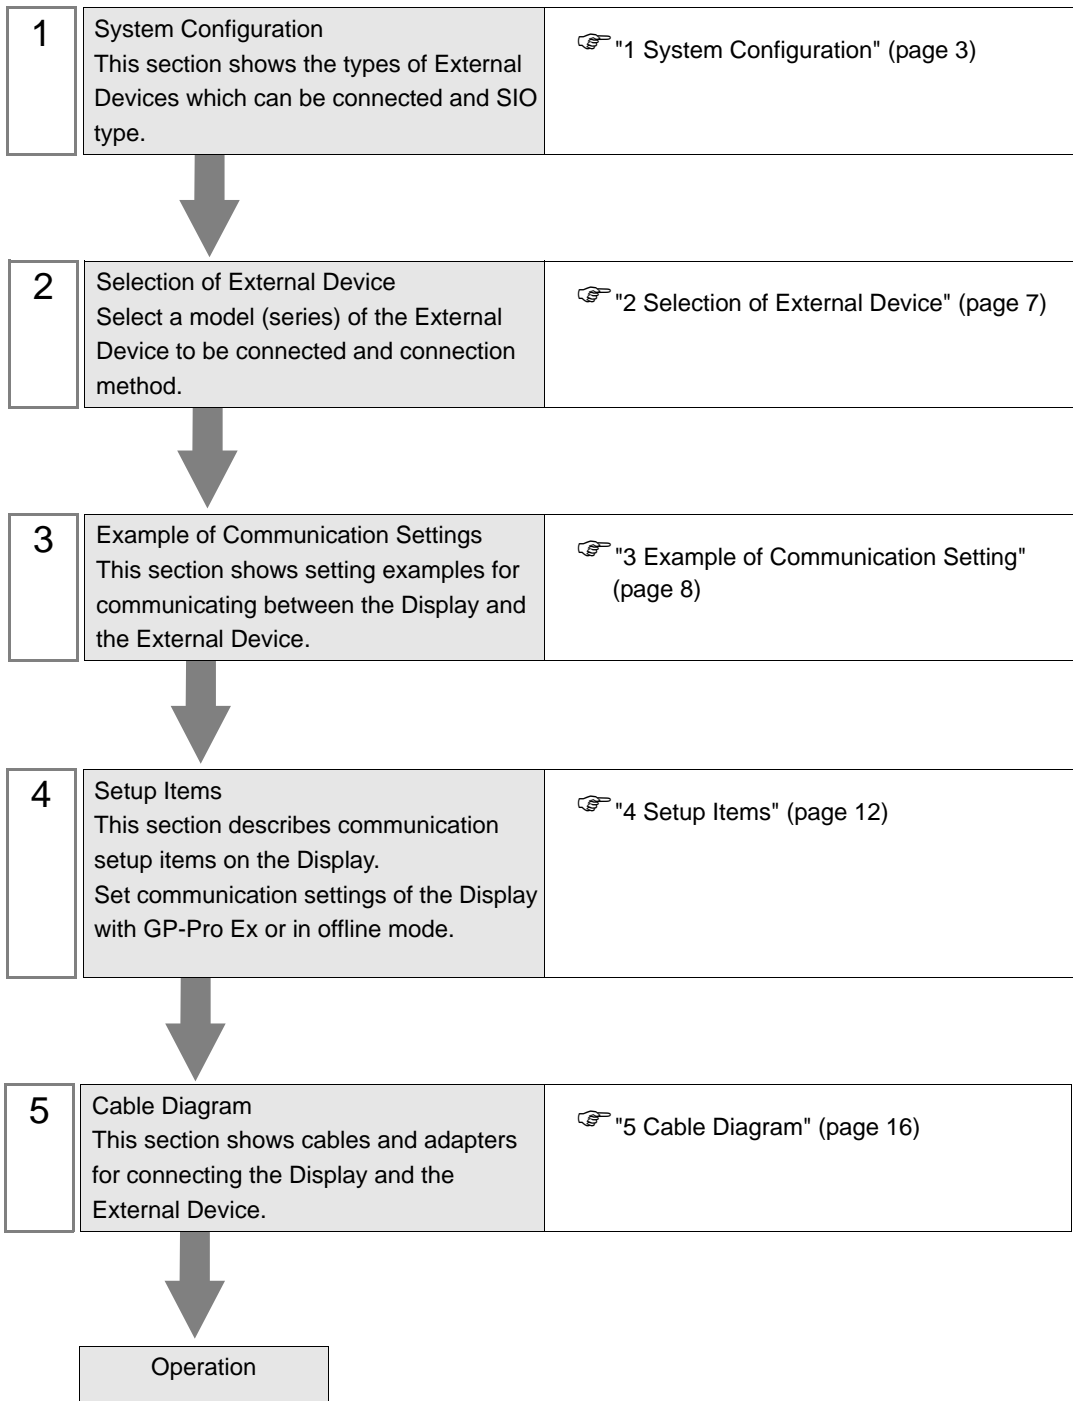 1
System Configuration
This section shows the types of External
Devices which can be connected and SIO
type.
"1 System Configuration" (page 3)
2
Selection of External Device
Select a model (series) of the External
Device to be connected and connection
method.
"2 Selection of External Device" (page 7)
3
Example of Communication Settings
This section shows setting examples for
communicating between the Display and
the External Device.
"3 Example of Communication Setting"
(page 8)
4
Setup Items
This section describes communication
setup items on the Display.
Set communication settings of the Display
with GP-Pro Ex or in offline mode.
"4 Setup Items" (page 12)
5
Cable Diagram
This section shows cables and adapters
for connecting the Display and the
External Device.
"5 Cable Diagram" (page 16)
Operation